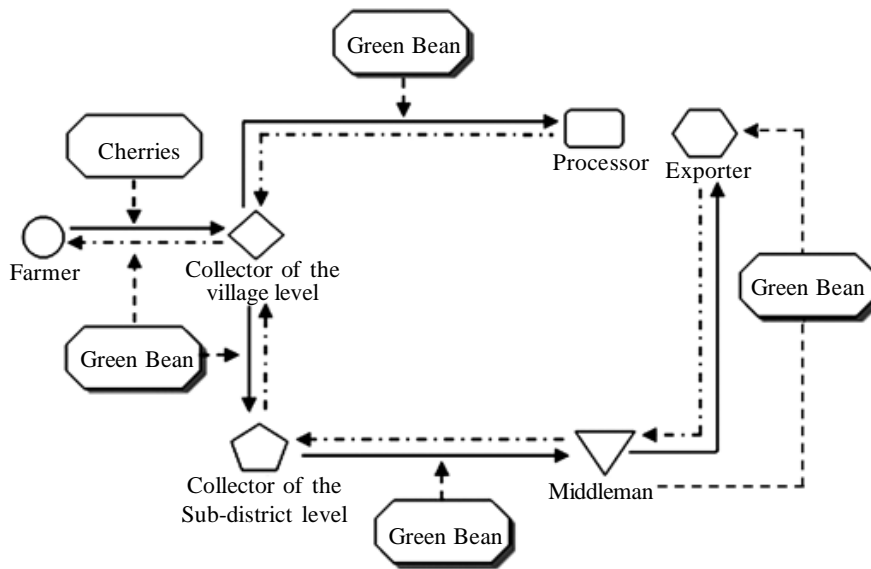 Green Bean
Cherries
Processor
Exporter
Farmer
Collector of the
village level
Green Bean
Green Bean
Collector of the
Sub-district level
Middleman
Green Bean